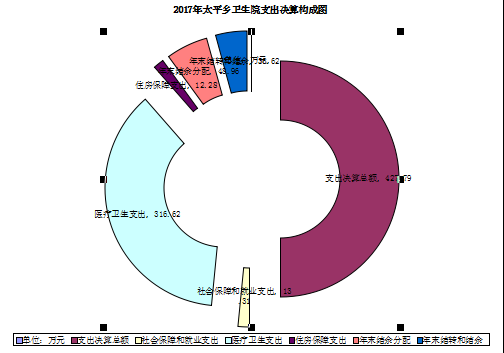 2017年太平乡卫生院支出决算构成图
单位：万元
年末结转和结余, 35.62
年末结余分配, 49.96
住房保障支出, 12.28
支出决算总额, 427.79
医疗卫生支出, 316.62
社会保障和就业支出, 13.
31
单位：万元 支出决算总额 社会保障和就业支出 医疗卫生支出 住房保障支出 年末结余分配 年末结转和结余